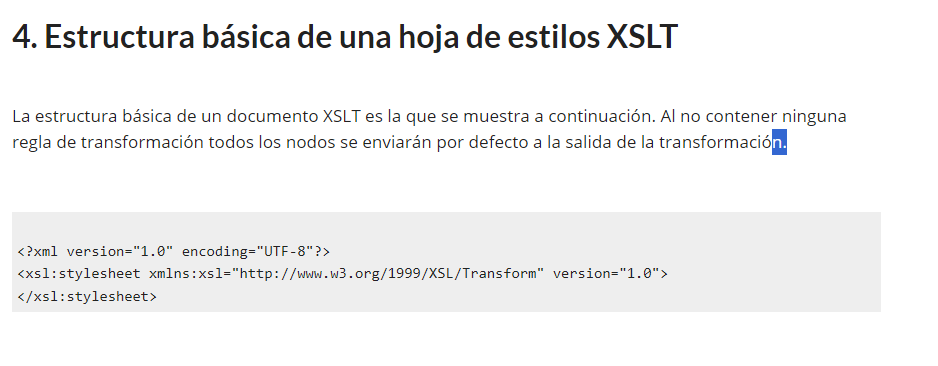 4. Estructura básica de una hoja de estilos XSLT
La estructura básica de un documento XSLT es la que se muestra a continuación. Al no contener ninguna
regla de transformación todos los nodos se enviarán por defecto a la salida de la transformación.
<?xml version="1.0" encoding="UTF-8"?>
<xsl:stylesheet xmlns:xsl="http://www.w3.org/1999/XSL/Transform" version="1.0">
</xsl:stylesheet>